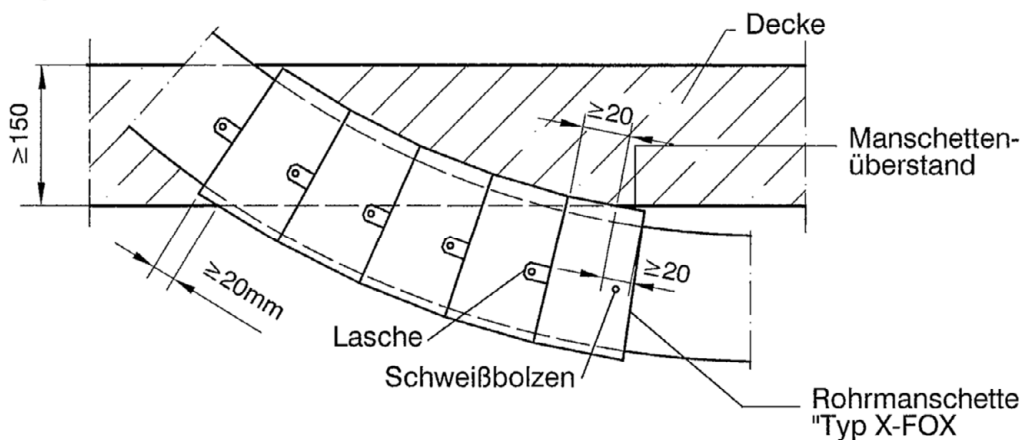 Decke
≥20
≥150
Manschetten-
überstand
≥20mm
≥20
Lasche
Schweißbolzen
Rohrmanschette
"Typ X-FOX